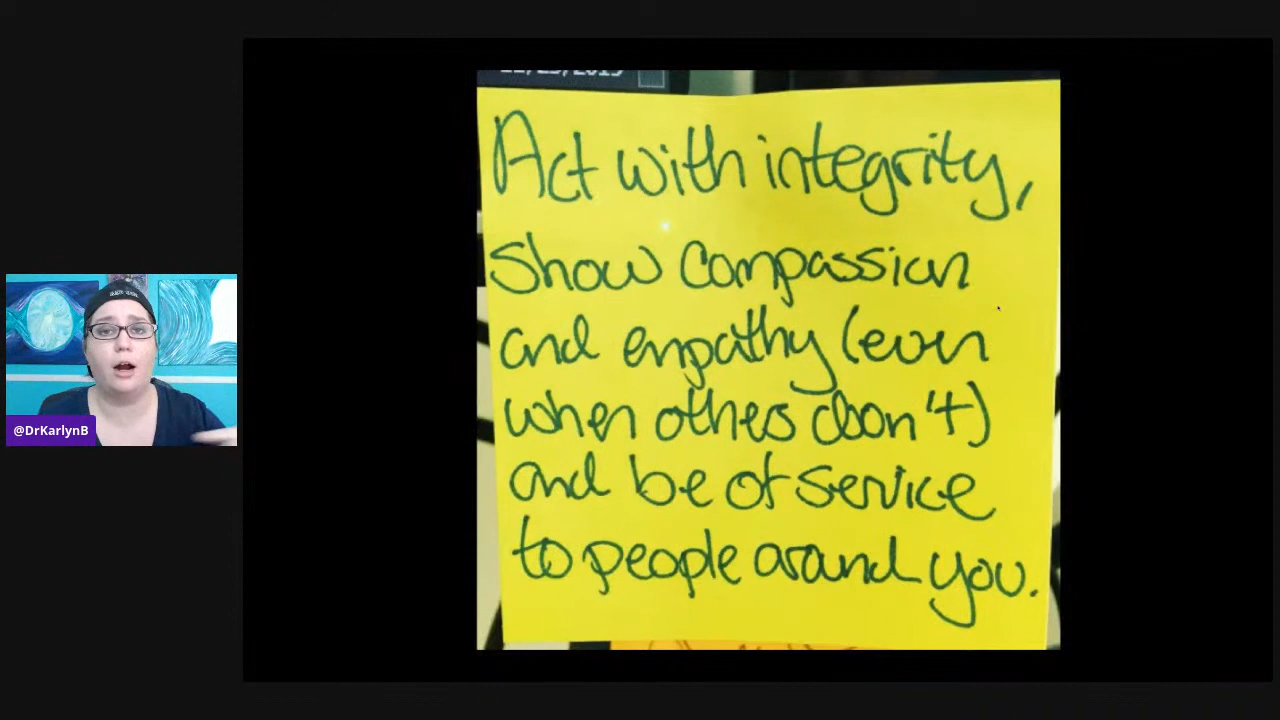 Act with integrity,
show compassion
and empathy (even
when others don't)
and be of service
to people around you.
@DrKarlynB